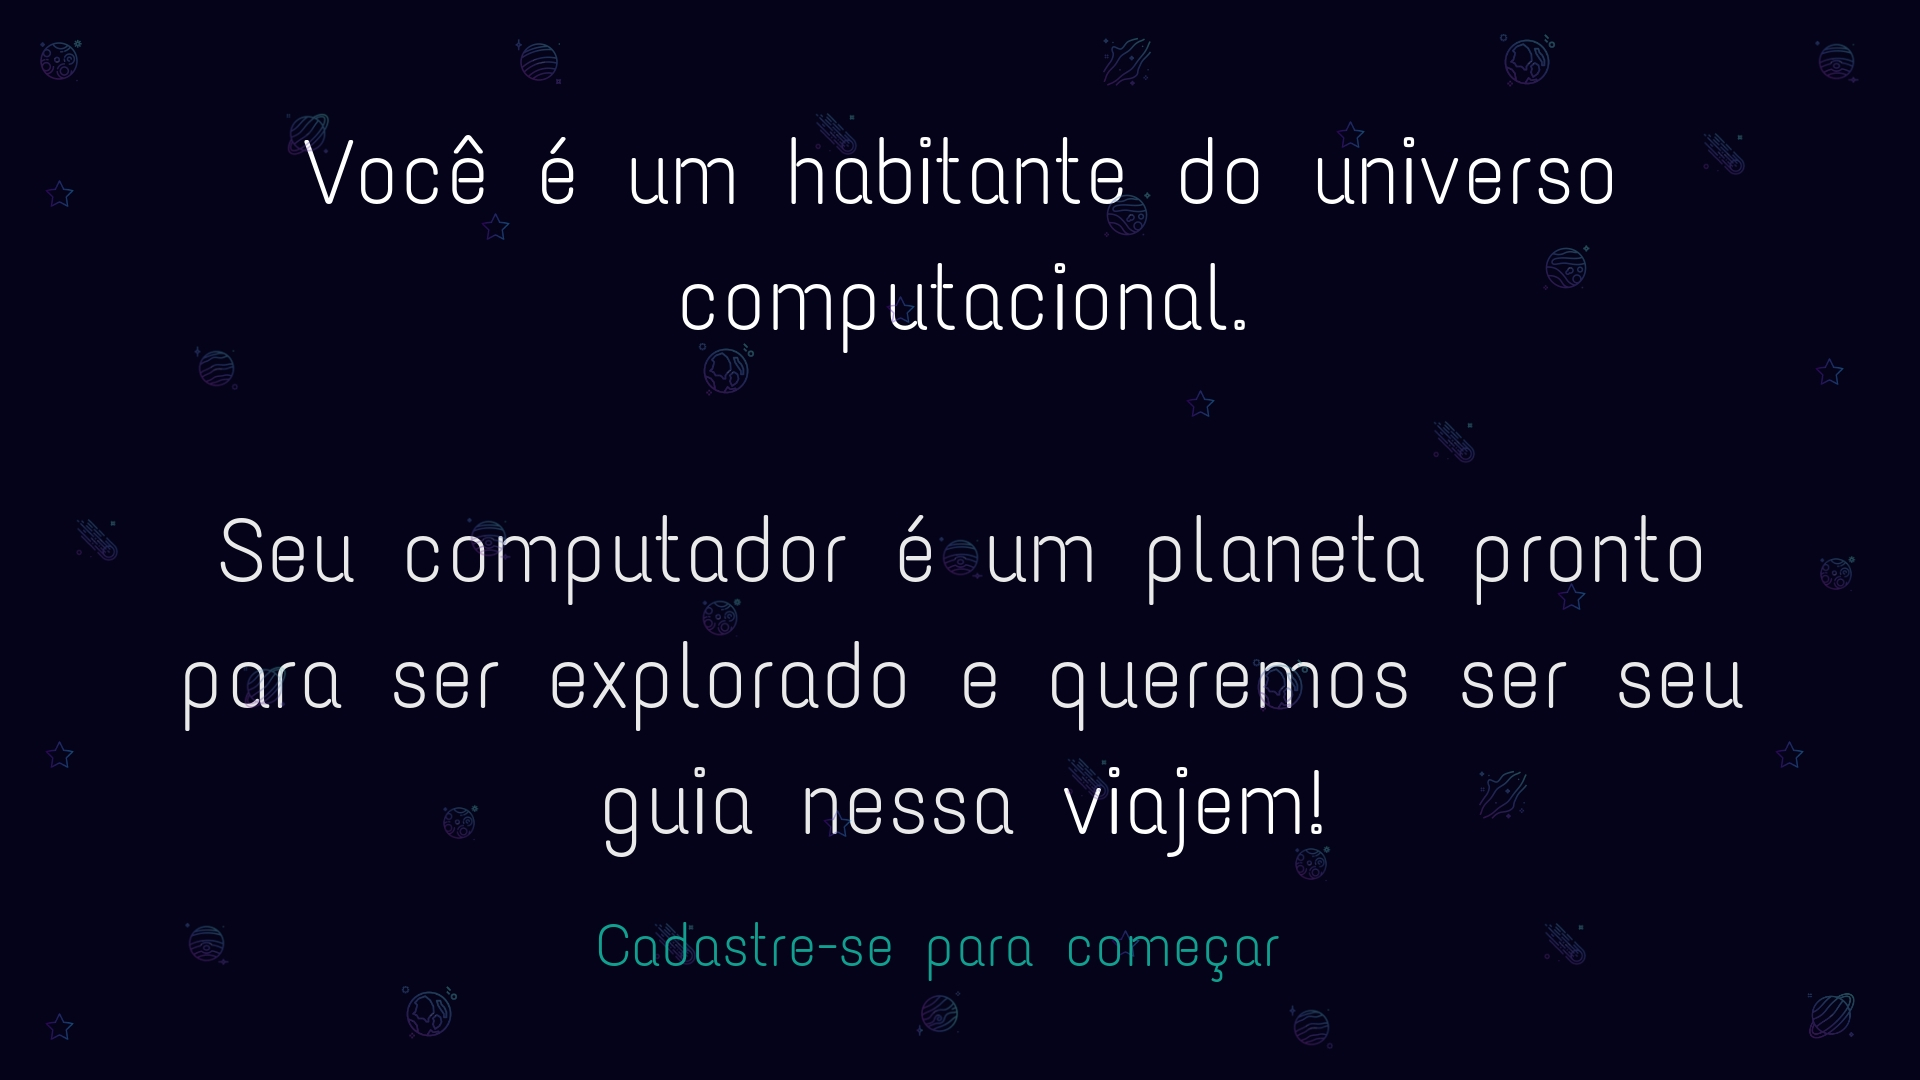 Você é um habitante do universo
computacional.
Seu computador é um planeta pronto
para ser explorado e queremos ser seu
guia nessa viajem!
Cadastre-se para começar